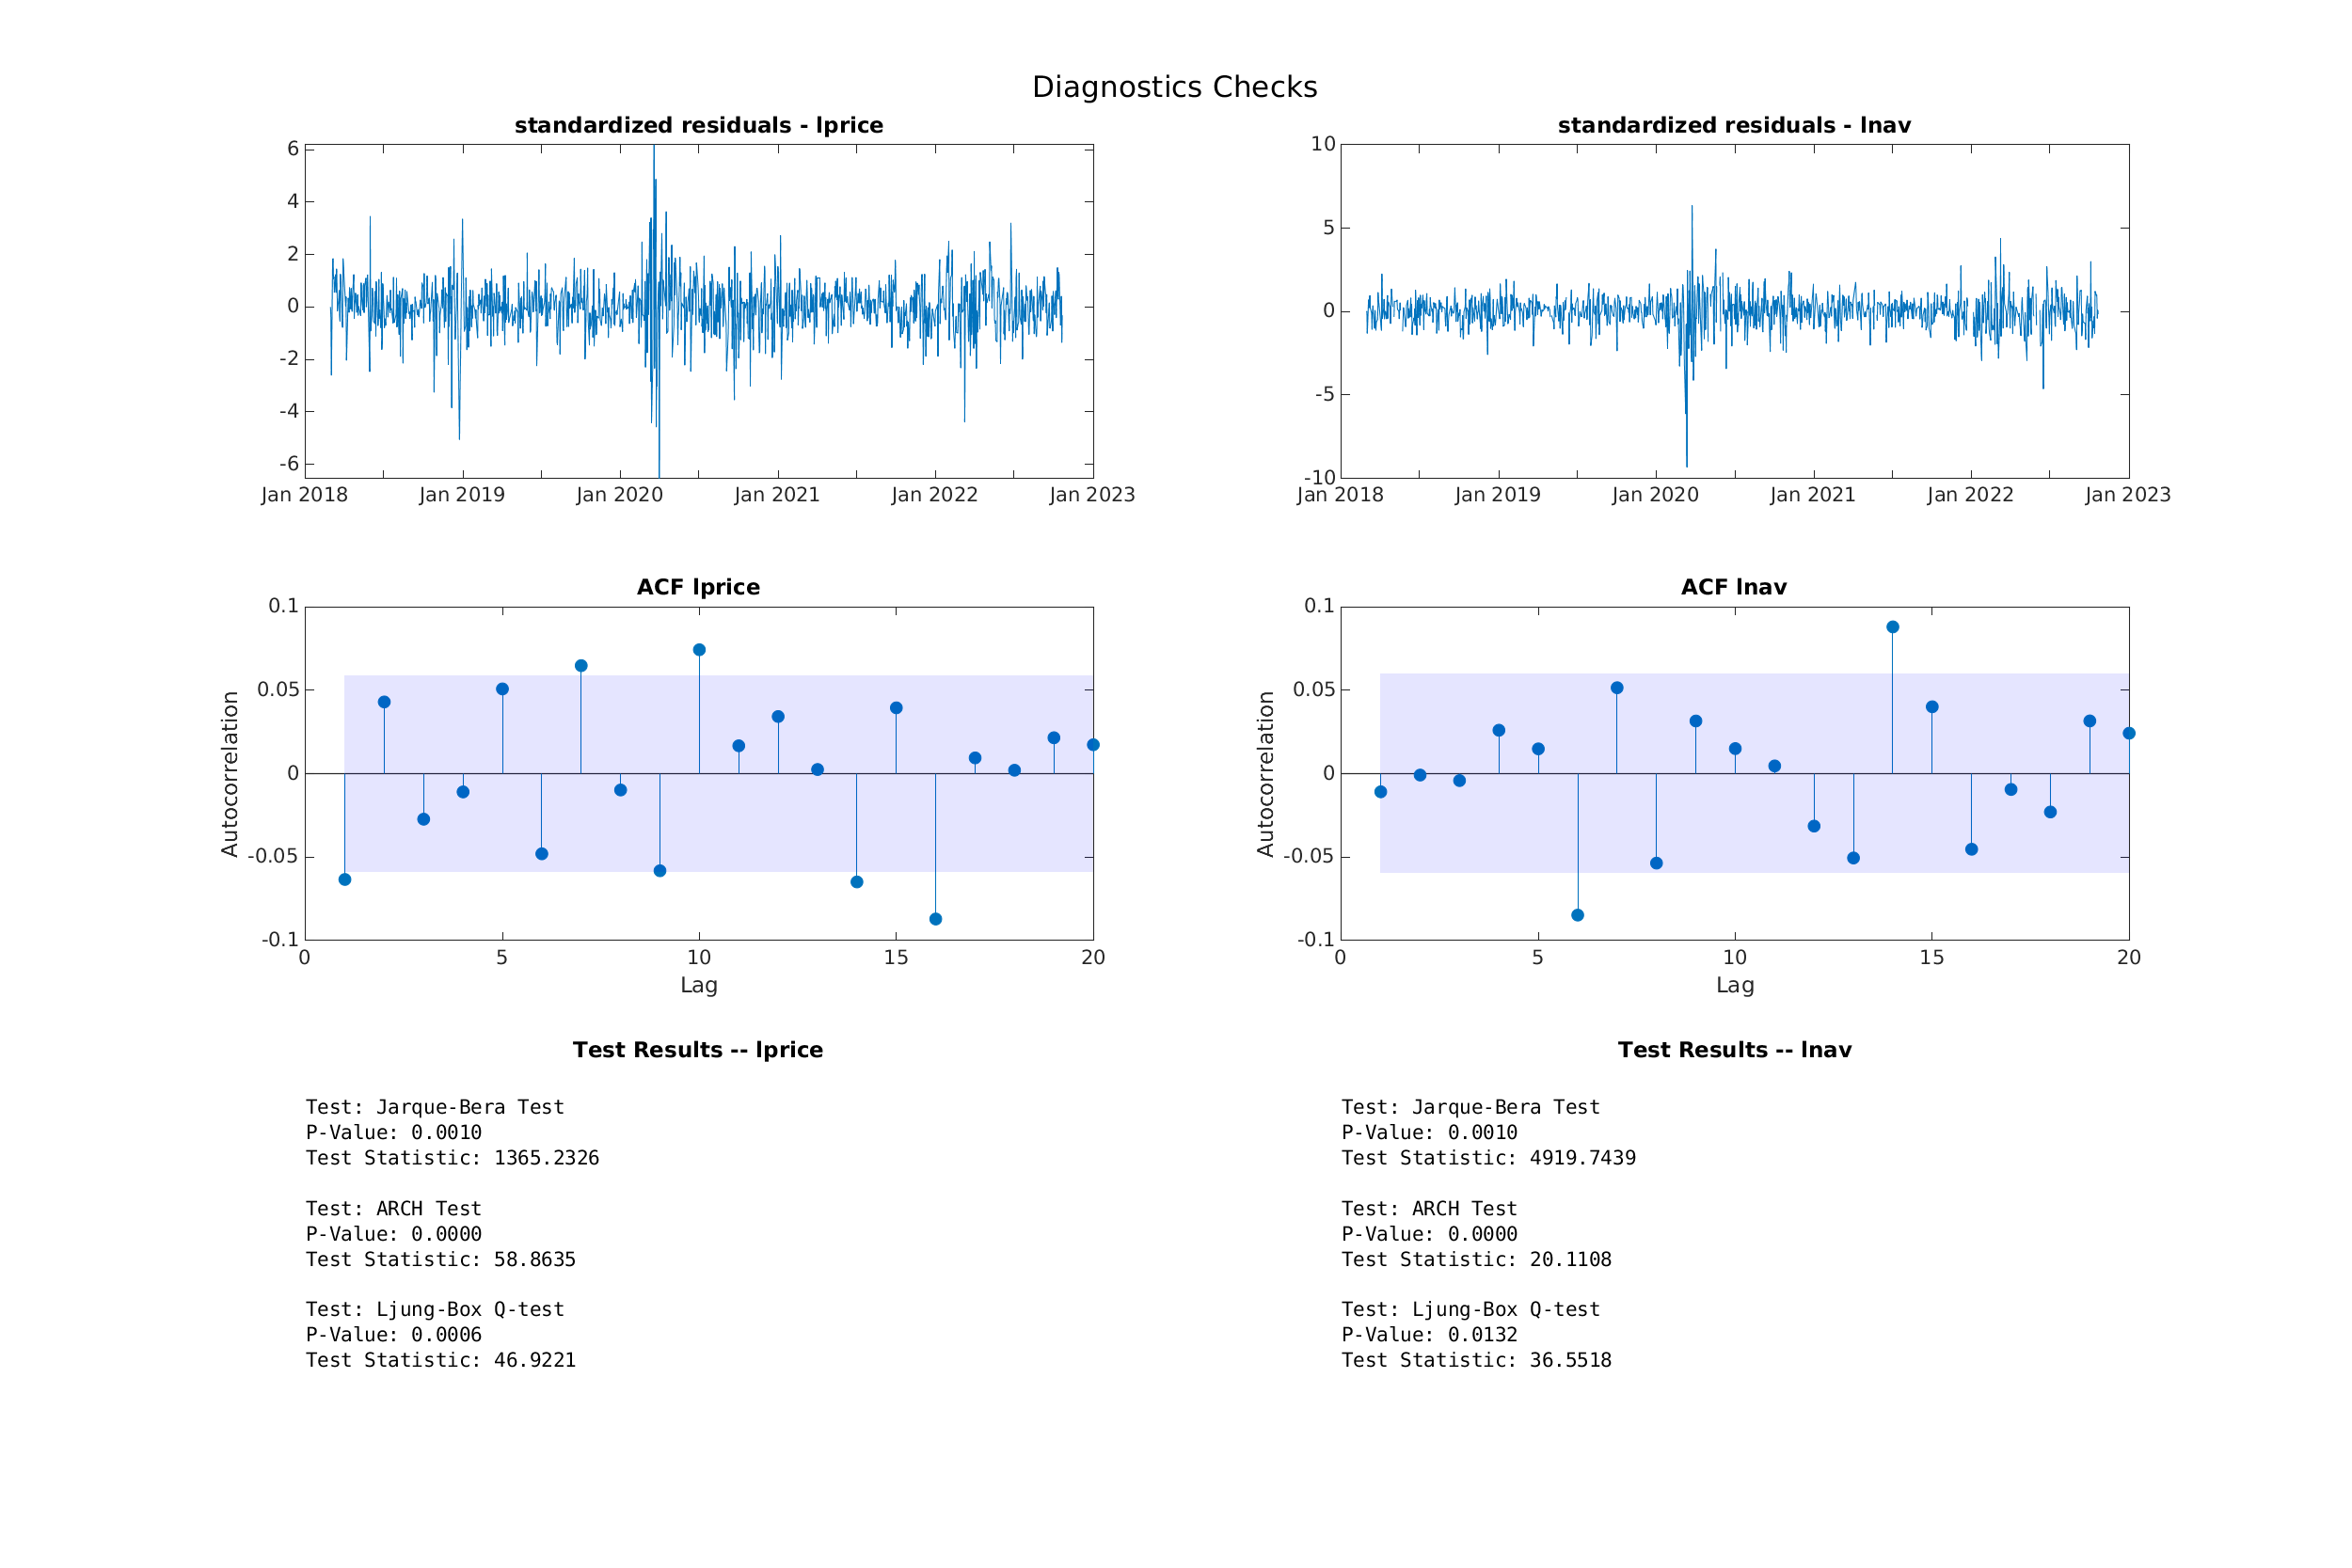 Diagnostics Checks
standardized residuals - lprice
6
4
2
0
-2
-4
-6
Jan 2018 Jan 2019 Jan 2020 Jan 2021 Jan 2022 Jan 2023
standardized residuals - lnav
10
5
0
-5
-10
Jan 2018 Jan 2019 Jan 2020 Jan 2021 Jan 2022 Jan 2023
ACF lprice
Autocorrelation
0.1
0.05
0
-0.05
-0.1
0 5 10 15 20
Lag
ACF lnav
Autocorrelation
0.1
0.05
0
-0.05
-0.1
0 5 10 15 20
Lag
Test Results -- lprice
Test: Jarque-Bera Test
P-Value: 0.0010
Test Statistic: 1365.2326
Test: ARCH Test
P-Value: 0.0000
Test Statistic: 58.8635
Test: Ljung-Box Q-test
P-Value: 0.0006
Test Statistic: 46.9221
Test Results -- lnav
Test: Jarque-Bera Test
P-Value: 0.0010
Test Statistic: 4919.7439
Test: ARCH Test
P-Value: 0.0000
Test Statistic: 20.1108
Test: Ljung-Box Q-test
P-Value: 0.0132
Test Statistic: 36.5518